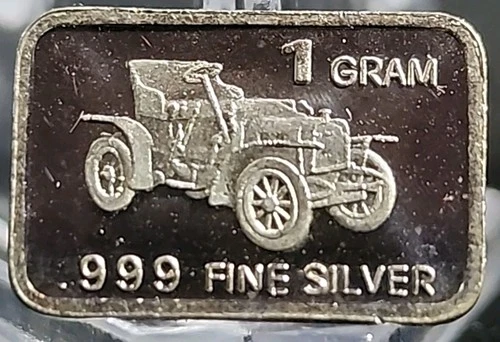 1 GRAM
.999 FINE SILVER